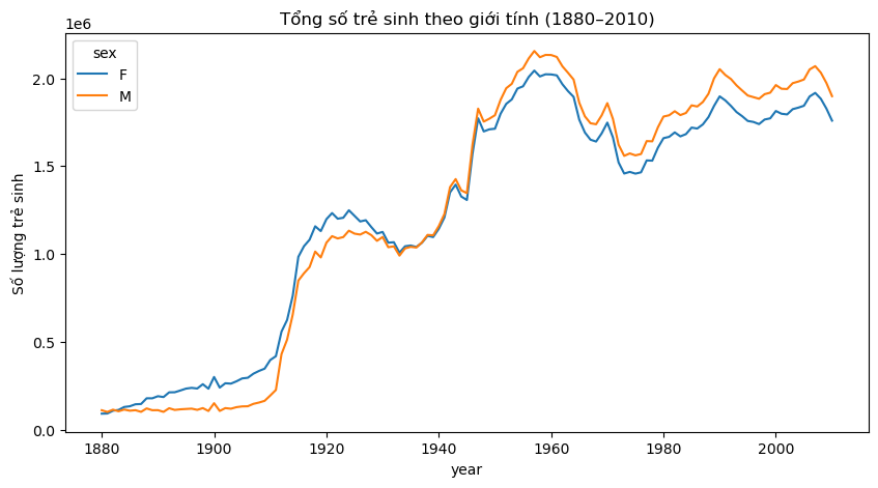 Tổng số trẻ sinh theo giới tính (1880–2010)
1e6
sex
F
M
2.0
1.5
1.0
0.5
0.0
Số lượng trẻ sinh
1880 1900 1920 1940 1960 1980 2000
year